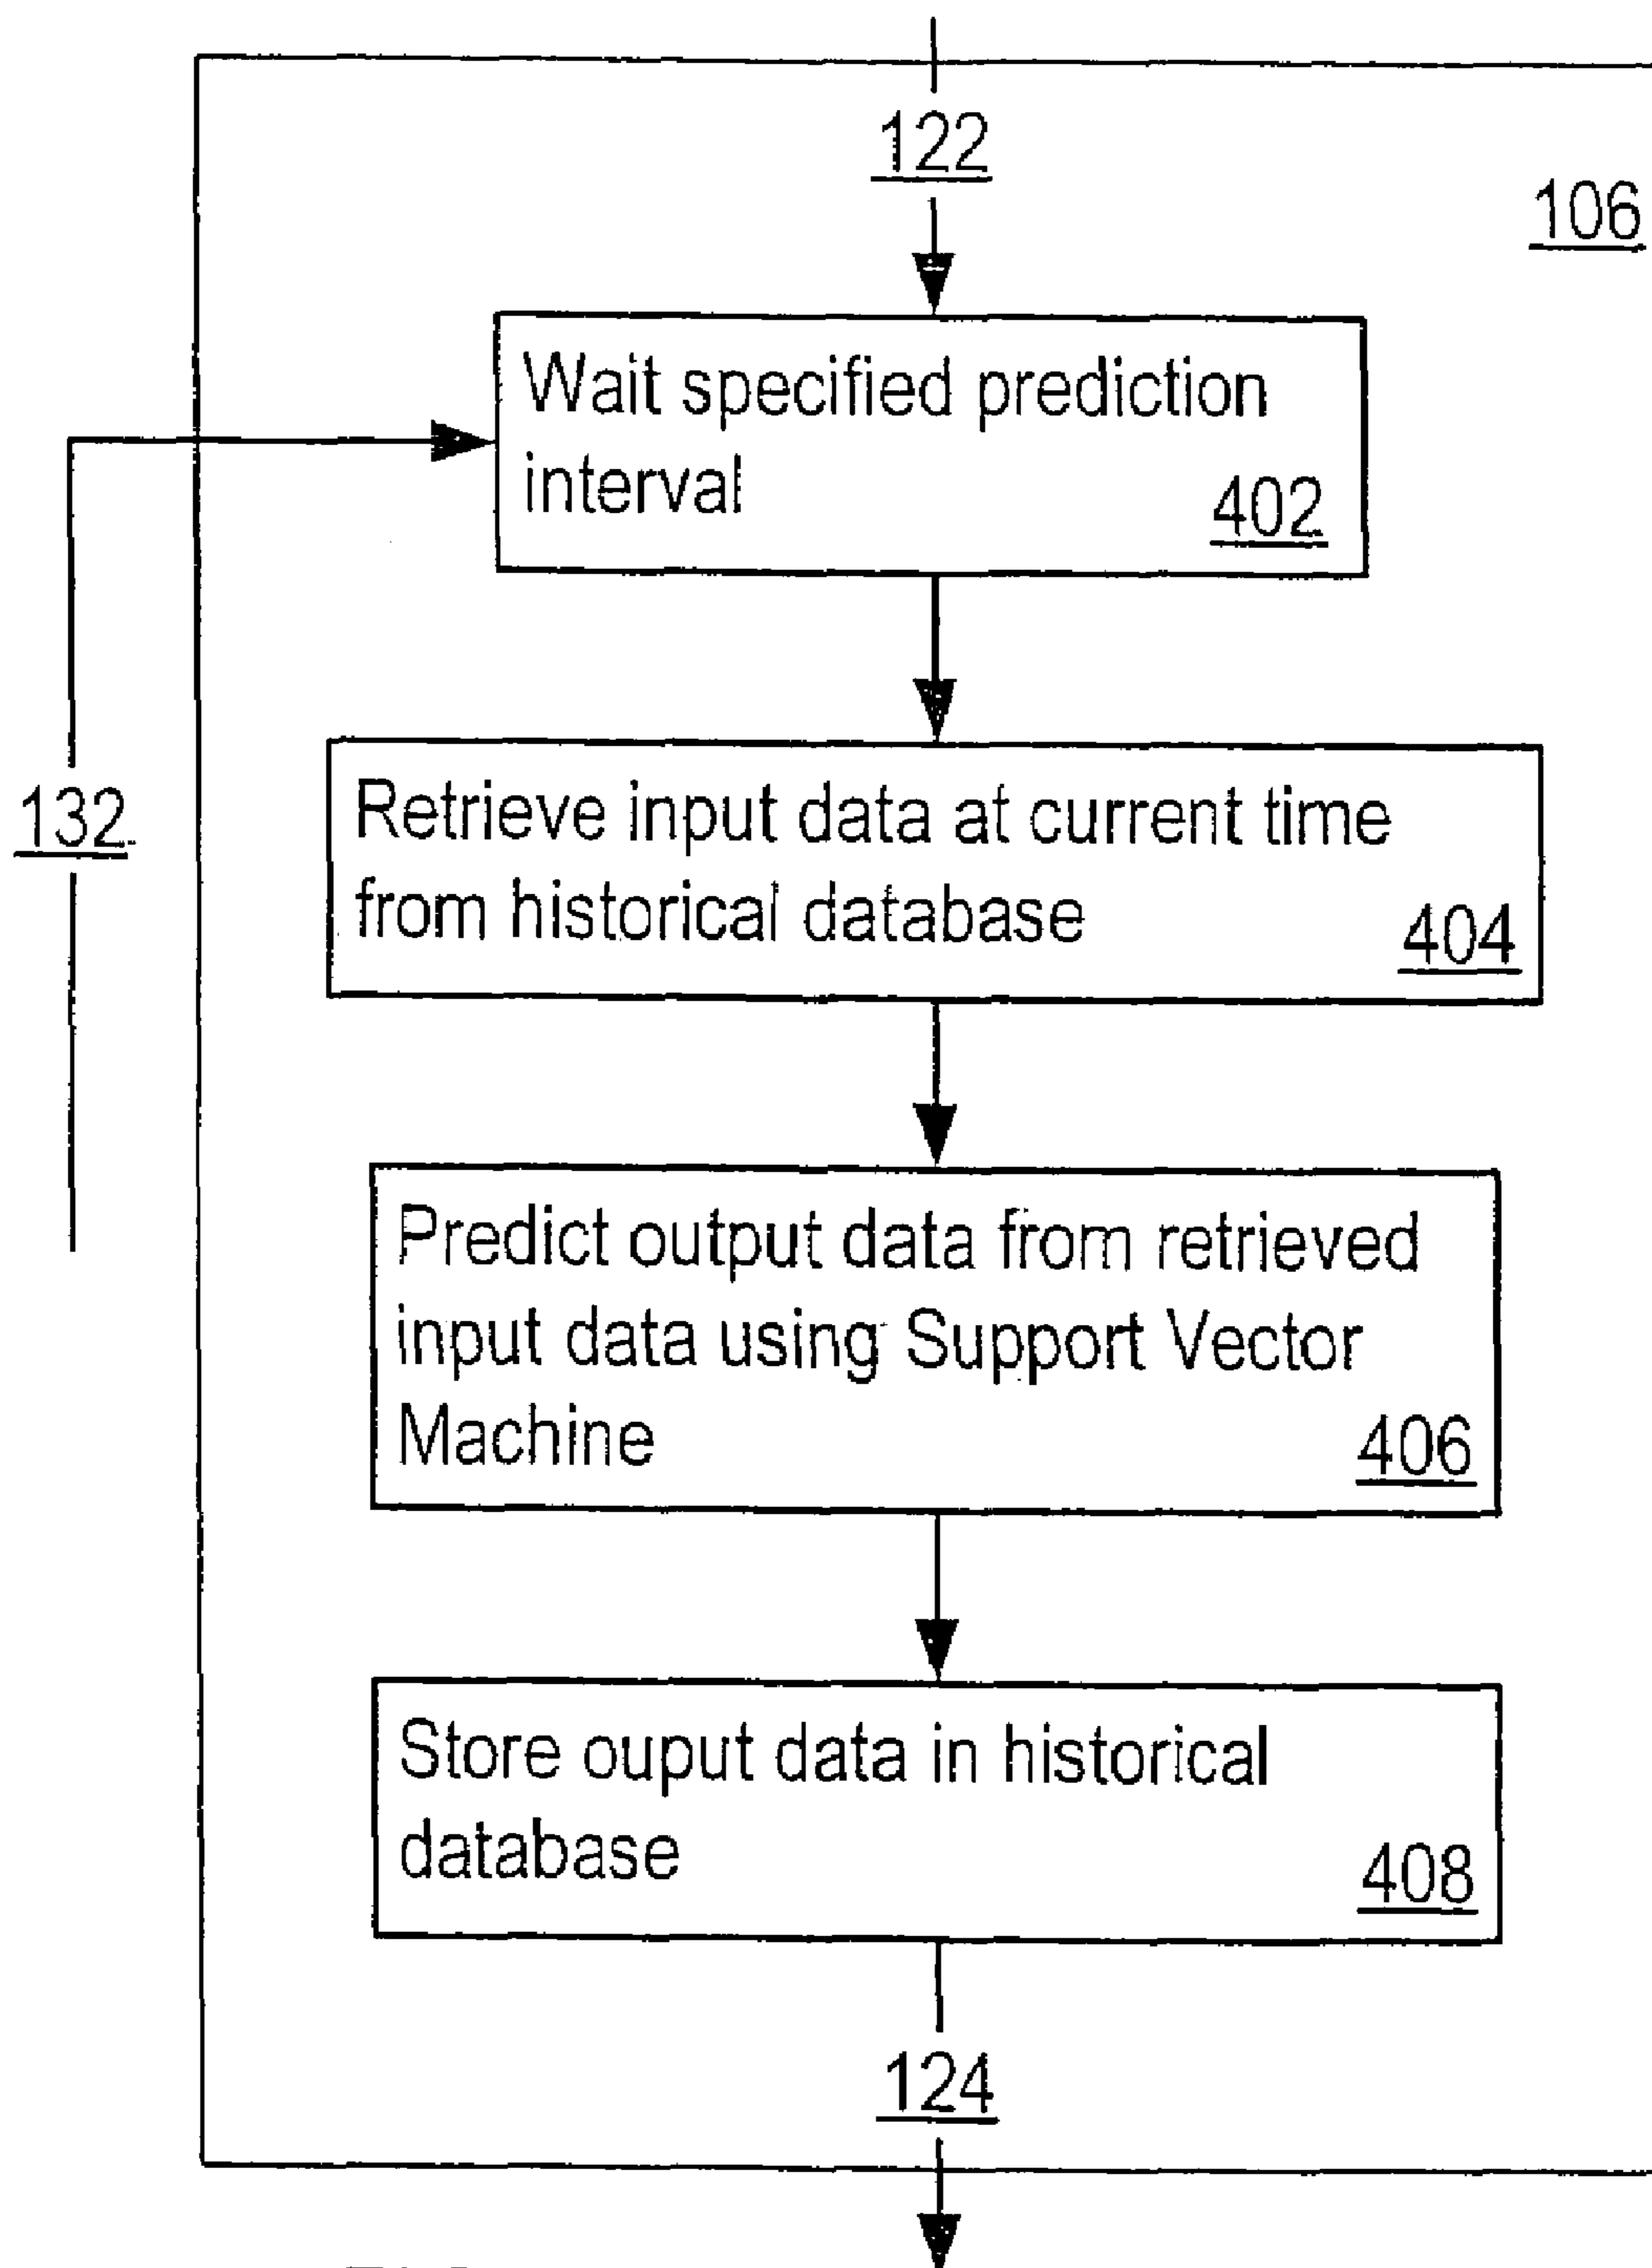 122
106
Wait specified prediction
interval
402
132
Retrieve input data at current time
from historical database
404
Predict output data from retrieved
input data using Support Vector
Machine
406
Store ouput data in historical
database
408
124